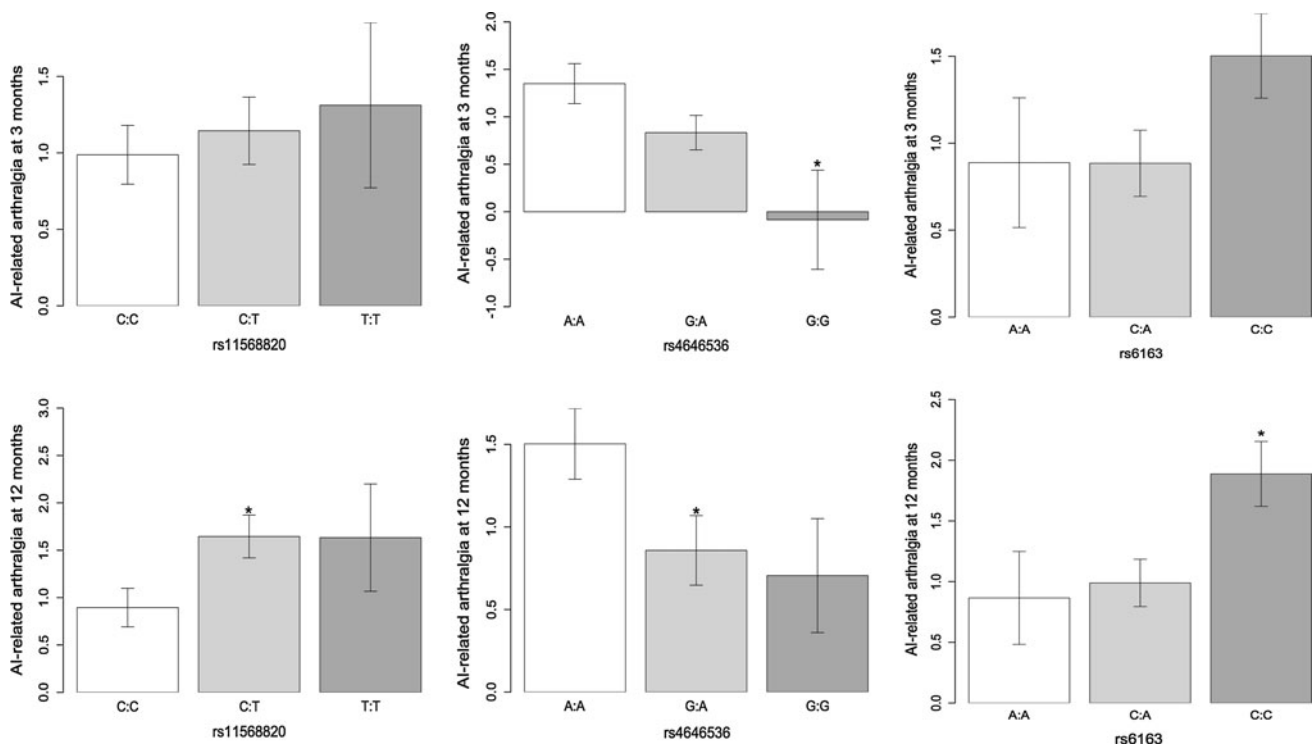 AI-related arthralgia at 3 months
1.5
1.0
0.5
0.0
C:C C:T T:T
rs11568820
AI-related arthralgia at 3 months
2.0
1.5
1.0
0.5
0.0
-0.5
-1.0
*
A:A G:A G:G
rs4646536
AI-related arthralgia at 3 months
1.5
1.0
0.5
0.0
A:A C:A C:C
rs6163
AI-related arthralgia at 12 months
3.0
2.5
2.0
1.5
1.0
0.5
0.0
*
C:C C:T T:T
rs11568820
AI-related arthralgia at 12 months
1.5
1.0
0.5
0.0
*
A:A G:A G:G
rs4646536
AI-related arthralgia at 12 months
2.5
2.0
1.5
1.0
0.5
0.0
*
A:A C:A C:C
rs6163